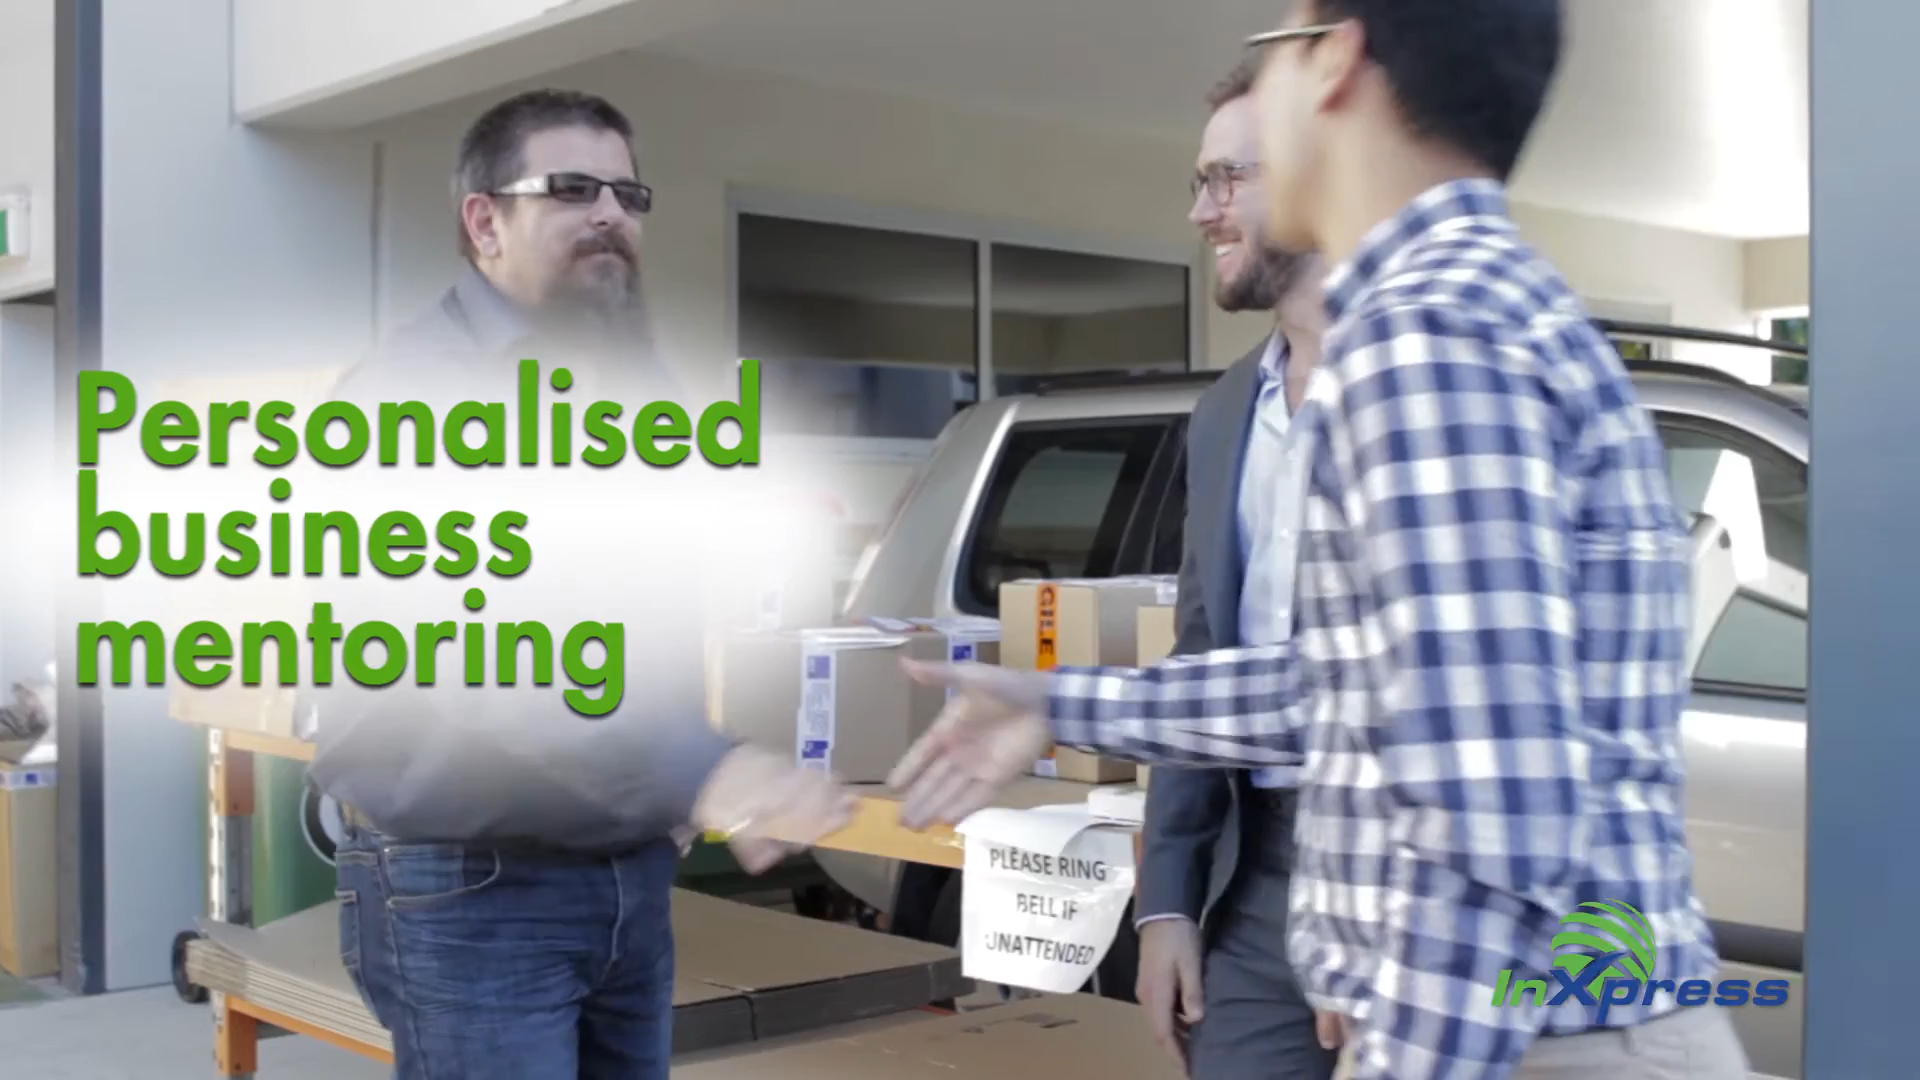 Personalised
business
mentoring
PLEASE RING
BELL IF
UNATTENDED
InXpress